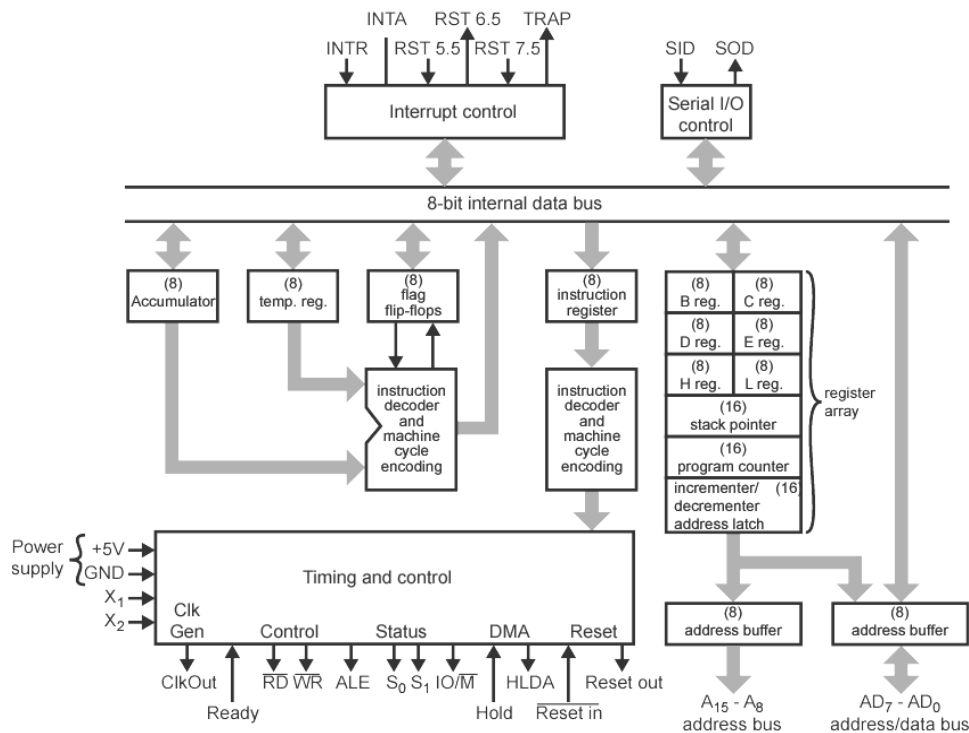 INTA RST 6.5 TRAP
INTR RST 5.5 RST 7.5 SID SOD
Interrupt control
Serial I/O
control
8-bit internal data bus
(8)
Accumulator
(8)
temp. reg.
(8)
flag
flip-flops
(8)
instruction
register
(8)
B reg.
(8)
C reg.
(8)
D reg.
(8)
E reg.
(8)
H reg.
(8)
L reg.
(16)
stack pointer
(16)
program counter
incrementer/ (16)
decrementer
address latch
register
array
instruction
decoder
and
machine
cycle
encoding
instruction
decoder
and
machine
cycle
encoding
Power
supply
+5V
GND
X₁
X₂
Timing and control
Clk
Gen Control Status DMA Reset
ClkOut R̅D̅ W̅R̅ ALE S₀ S₁ IO/M̅ HLDA Reset out
Ready Hold R̅e̅s̅e̅t̅ i̅n̅
(8)
address buffer
(8)
address buffer
A₁₅ - A₈
address bus
AD₇ - AD₀
address/data bus